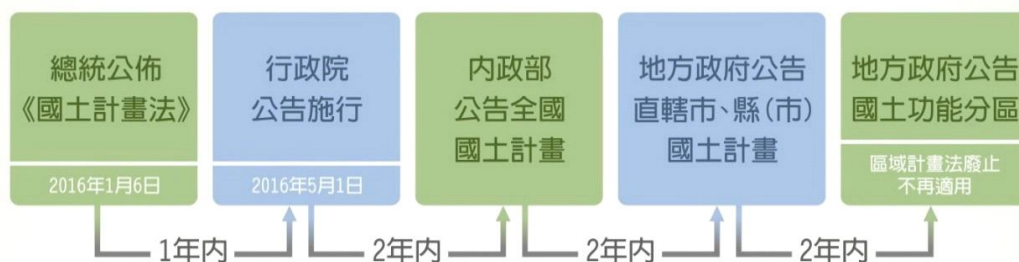 總統公佈
《國土計畫法》
2016年1月6日
行政院
公告施行
2016年5月1日
內政部
公告全國
國土計畫
地方政府公告
直轄市、縣(市)
國土計畫
地方政府公告
國土功能分區
區域計畫法廢止
不再適用
1年內
2年內
2年內
2年內